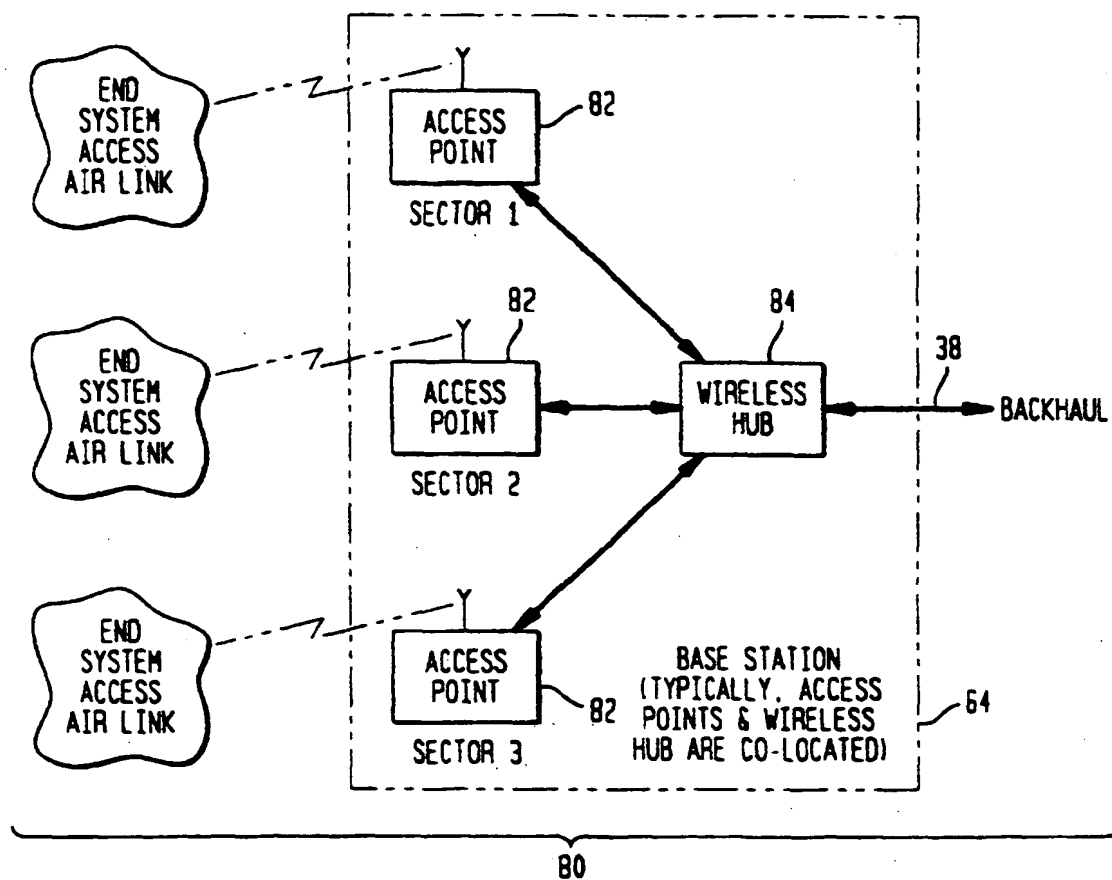 END
SYSTEM
ACCESS
AIR LINK
ACCESS
POINT
82
SECTOR 1
END
SYSTEM
ACCESS
AIR LINK
ACCESS
POINT
82
SECTOR 2
WIRELESS
HUB
84
38
BACKHAUL
END
SYSTEM
ACCESS
AIR LINK
ACCESS
POINT
82
SECTOR 3
BASE STATION
(TYPICALLY, ACCESS
POINTS & WIRELESS
HUB ARE CO-LOCATED)
64
80